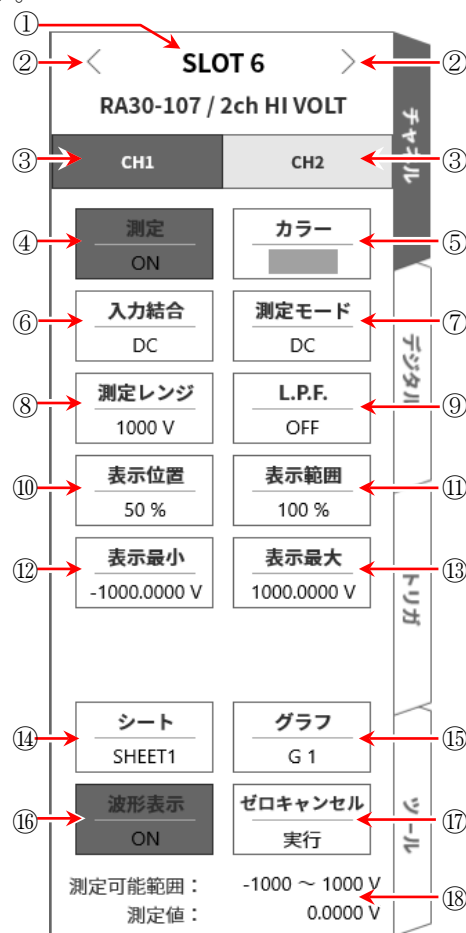 ①
② < SLOT 6 > ②
RA30-107 / 2ch HI VOLT
③ CH1 CH2 ③
④ 測定 カラー ⑤
ON
⑥ 入力結合 測定モード ⑦
DC DC
⑧ 測定レンジ L.P.F. ⑨
1000 V OFF
⑩ 表示位置 表示範囲 ⑪
50 % 100 %
⑫ 表示最小 表示最大 ⑬
-1000.0000 V 1000.0000 V
⑭ シート グラフ ⑮
SHEET1 G 1
⑯ 波形表示 ゼロキャンセル ⑰
ON 実行
測定可能範囲： -1000 ～ 1000 V
測定値： 0.0000 V ⑱
チャネル
デジタル
トリガ
ツール